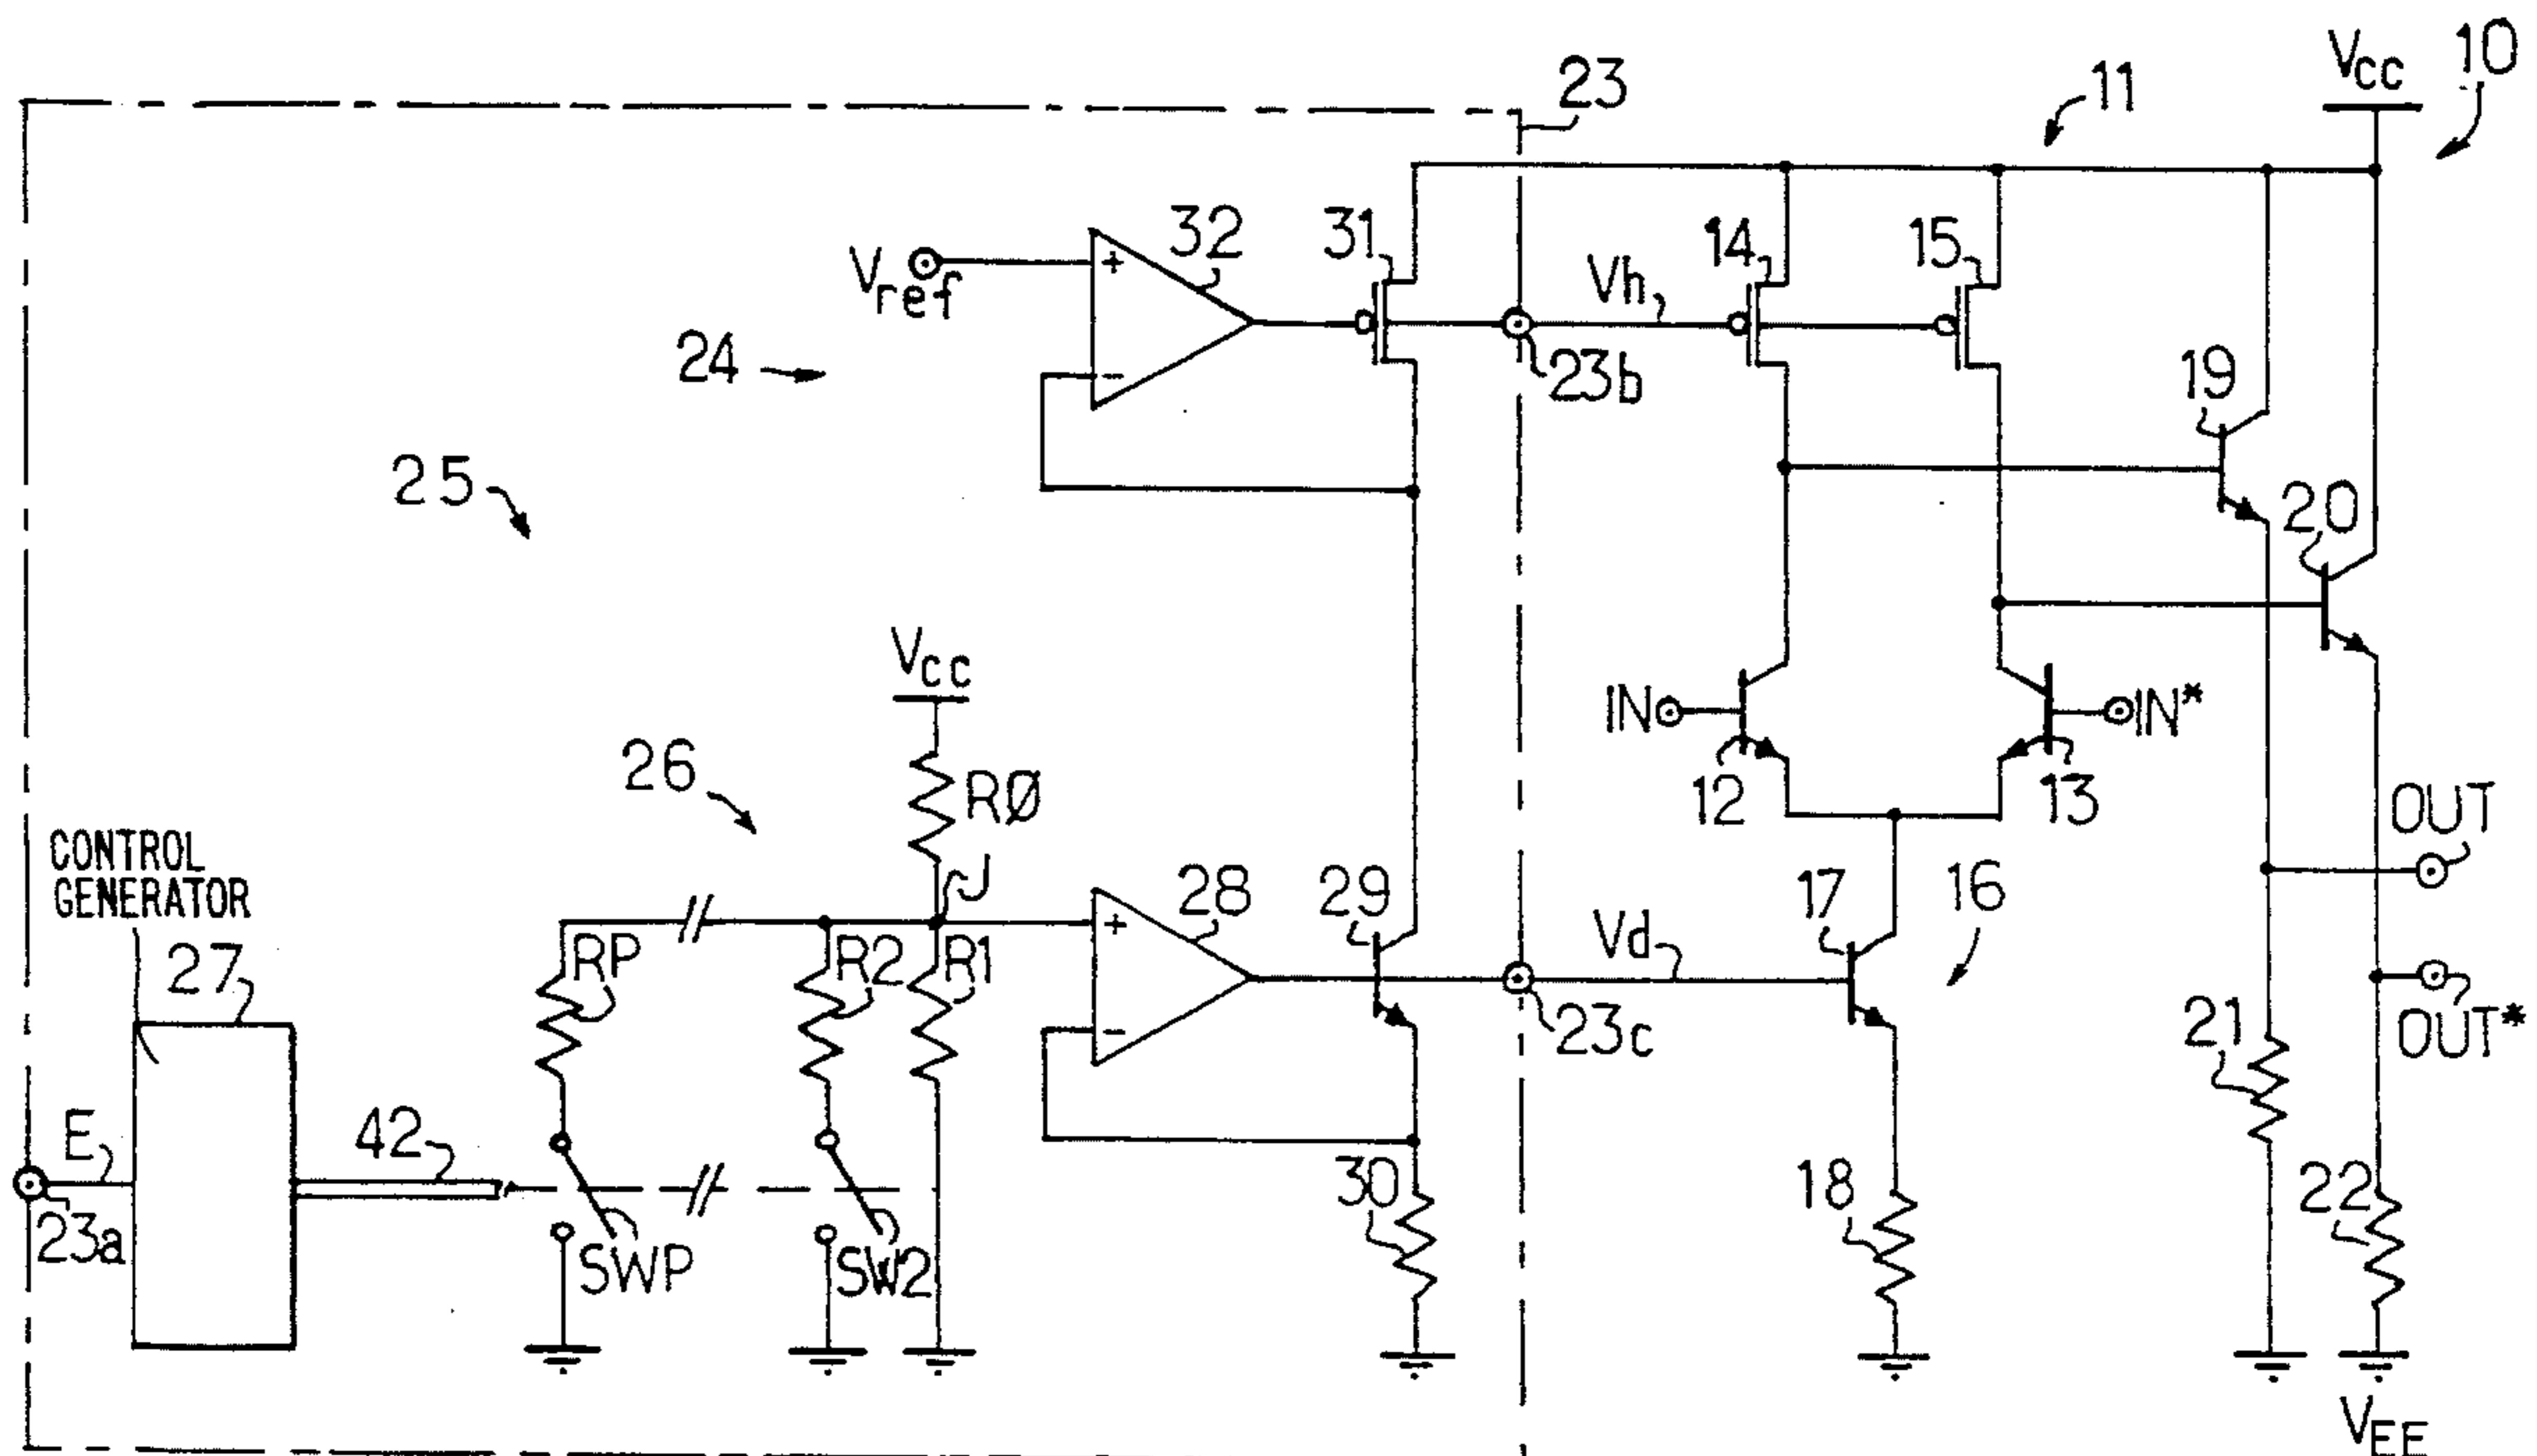 10
Vcc
11
23
32
31
14
15
Vref
Vh
24
23b
19
25
20
Vcc
26
RØ
IN
IN*
12
13
OUT
CONTROL
GENERATOR
J
28
29
17
16
27
RP
R2
R1
Vd
23c
OUT*
21
E
42
30
18
22
23a
SWP
SW2
VEE
+
-
+
-